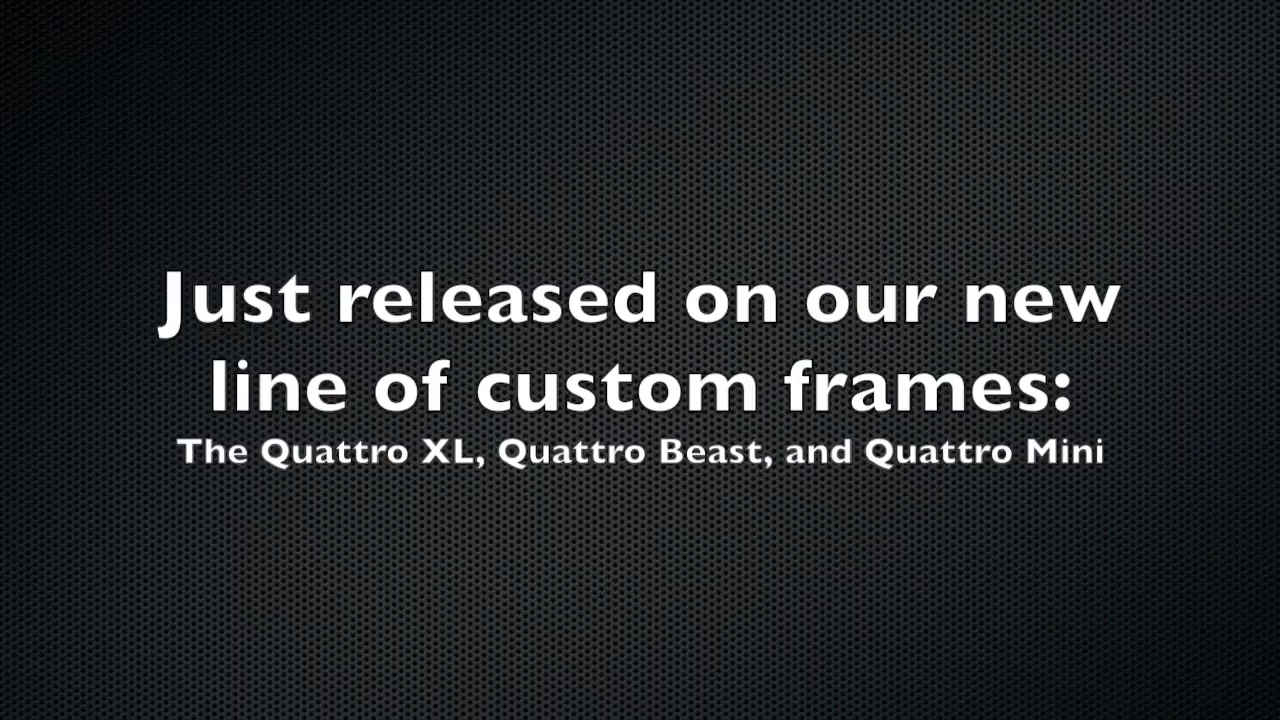 Just released on our new
line of custom frames:
The Quattro XL, Quattro Beast, and Quattro Mini